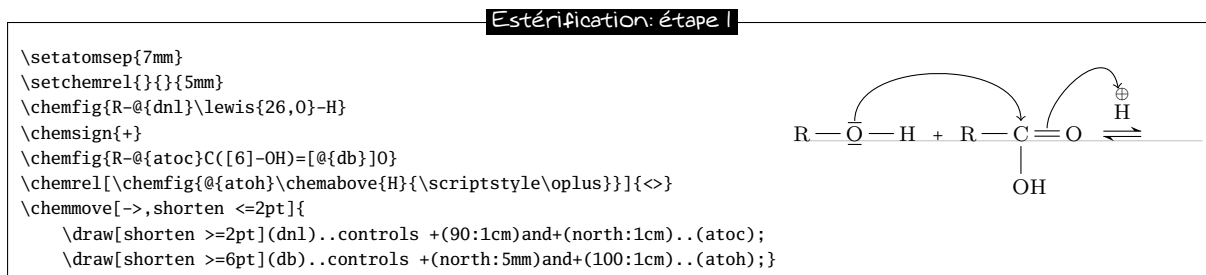 Estérification: étape 1
\setatomsep{7mm}
\setchemrel{}{}{5mm}
\chemfig{R-@{dnl}\lewis{26,O}-H}
\chemsign{+}
\chemfig{R-@{atoc}C([6]-OH)=[@{db}]O}
\chemrel[\chemfig{@{atoh}\chemabove{H}{\scriptstyle\oplus}}]{<>}
\chemmove[->,shorten <=2pt]{
\draw[shorten >=2pt](dnl)..controls +(90:1cm)and+(north:1cm)..(atoc);
\draw[shorten >=6pt](db)..controls +(north:5mm)and+(100:1cm)..(atoh);}
⊕
H
R O H + R C O
OH